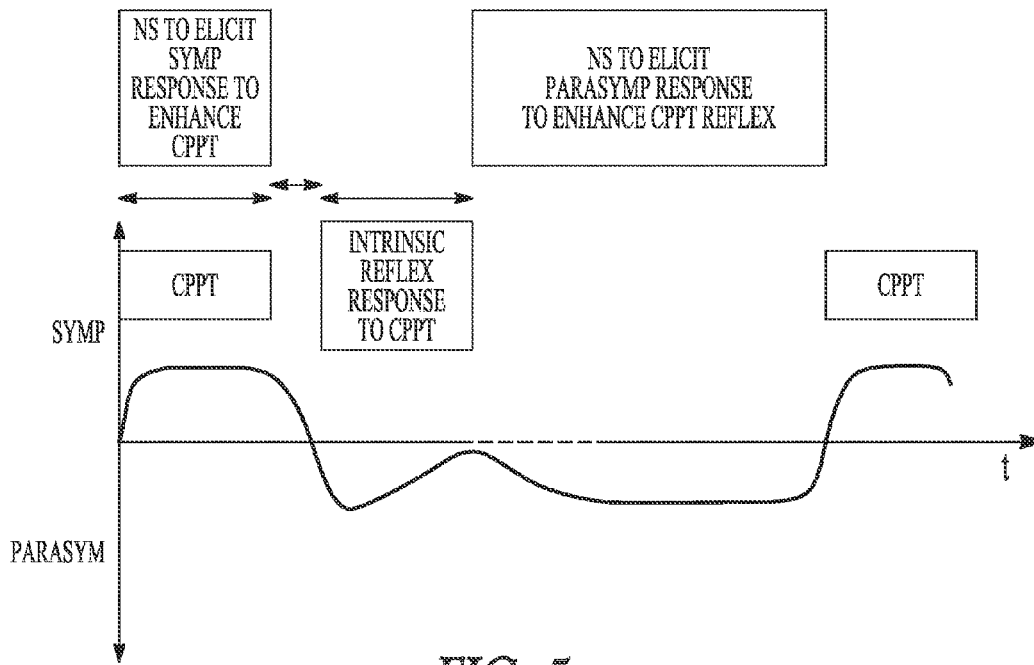 NS TO ELICIT
SYMP
RESPONSE TO
ENHANCE
CPPT
NS TO ELICIT
PARASYMP RESPONSE
TO ENHANCE CPPT REFLEX
CPPT
INTRINSIC
REFLEX
RESPONSE
TO CPPT
CPPT
SYMP
t
PARASYM